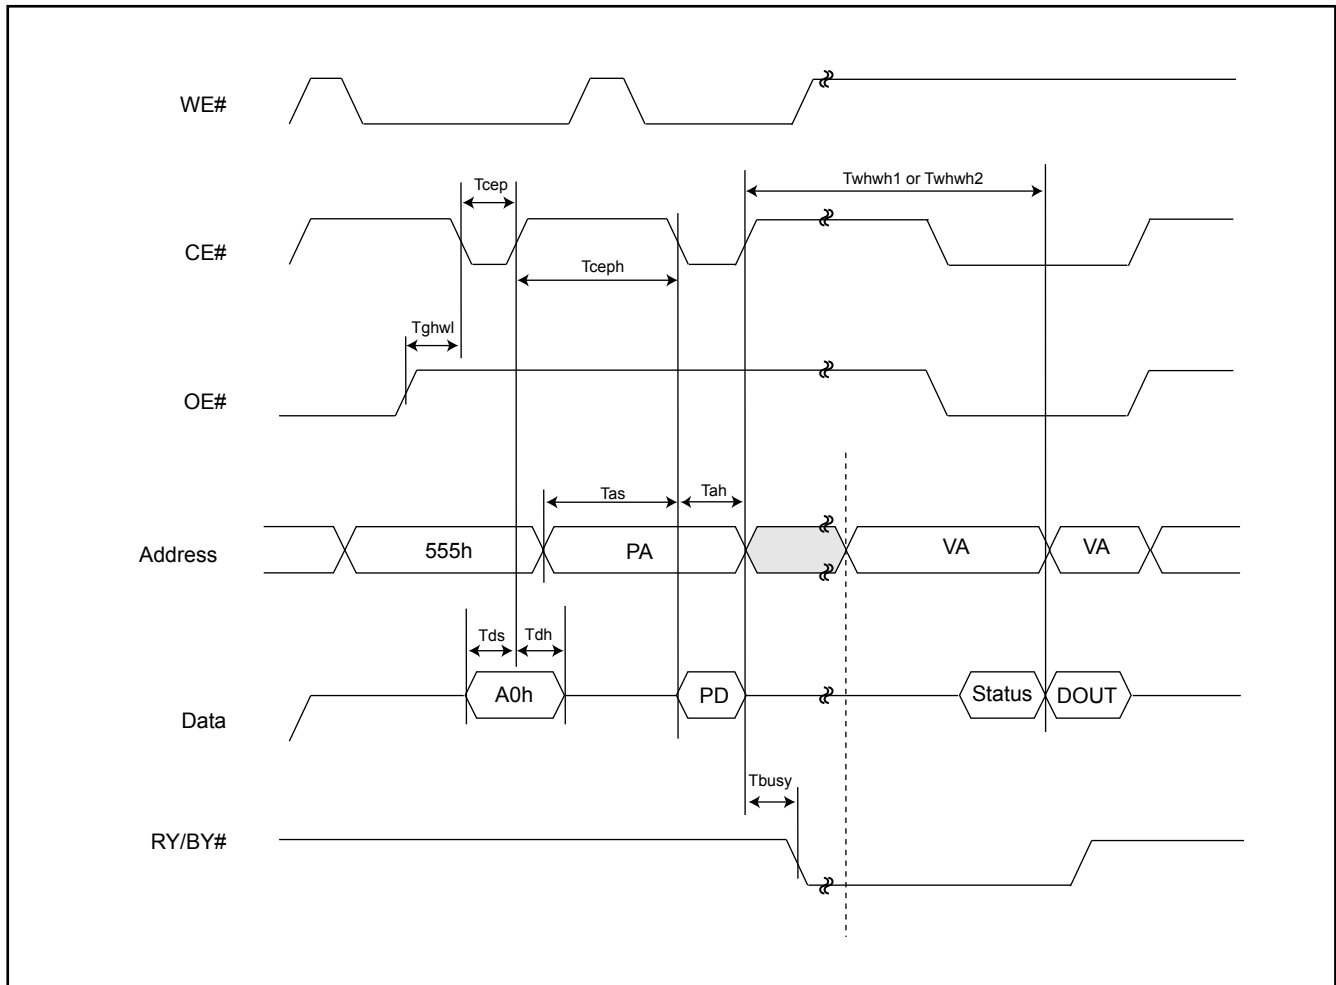 WE#
Tcep
Twhwh1 or Twhwh2
CE#
Tceph
Tghwl
OE#
Tas
Tah
Address
555h
PA
VA
VA
Tds
Tdh
Data
A0h
PD
Status
DOUT
Tbusy
RY/BY#